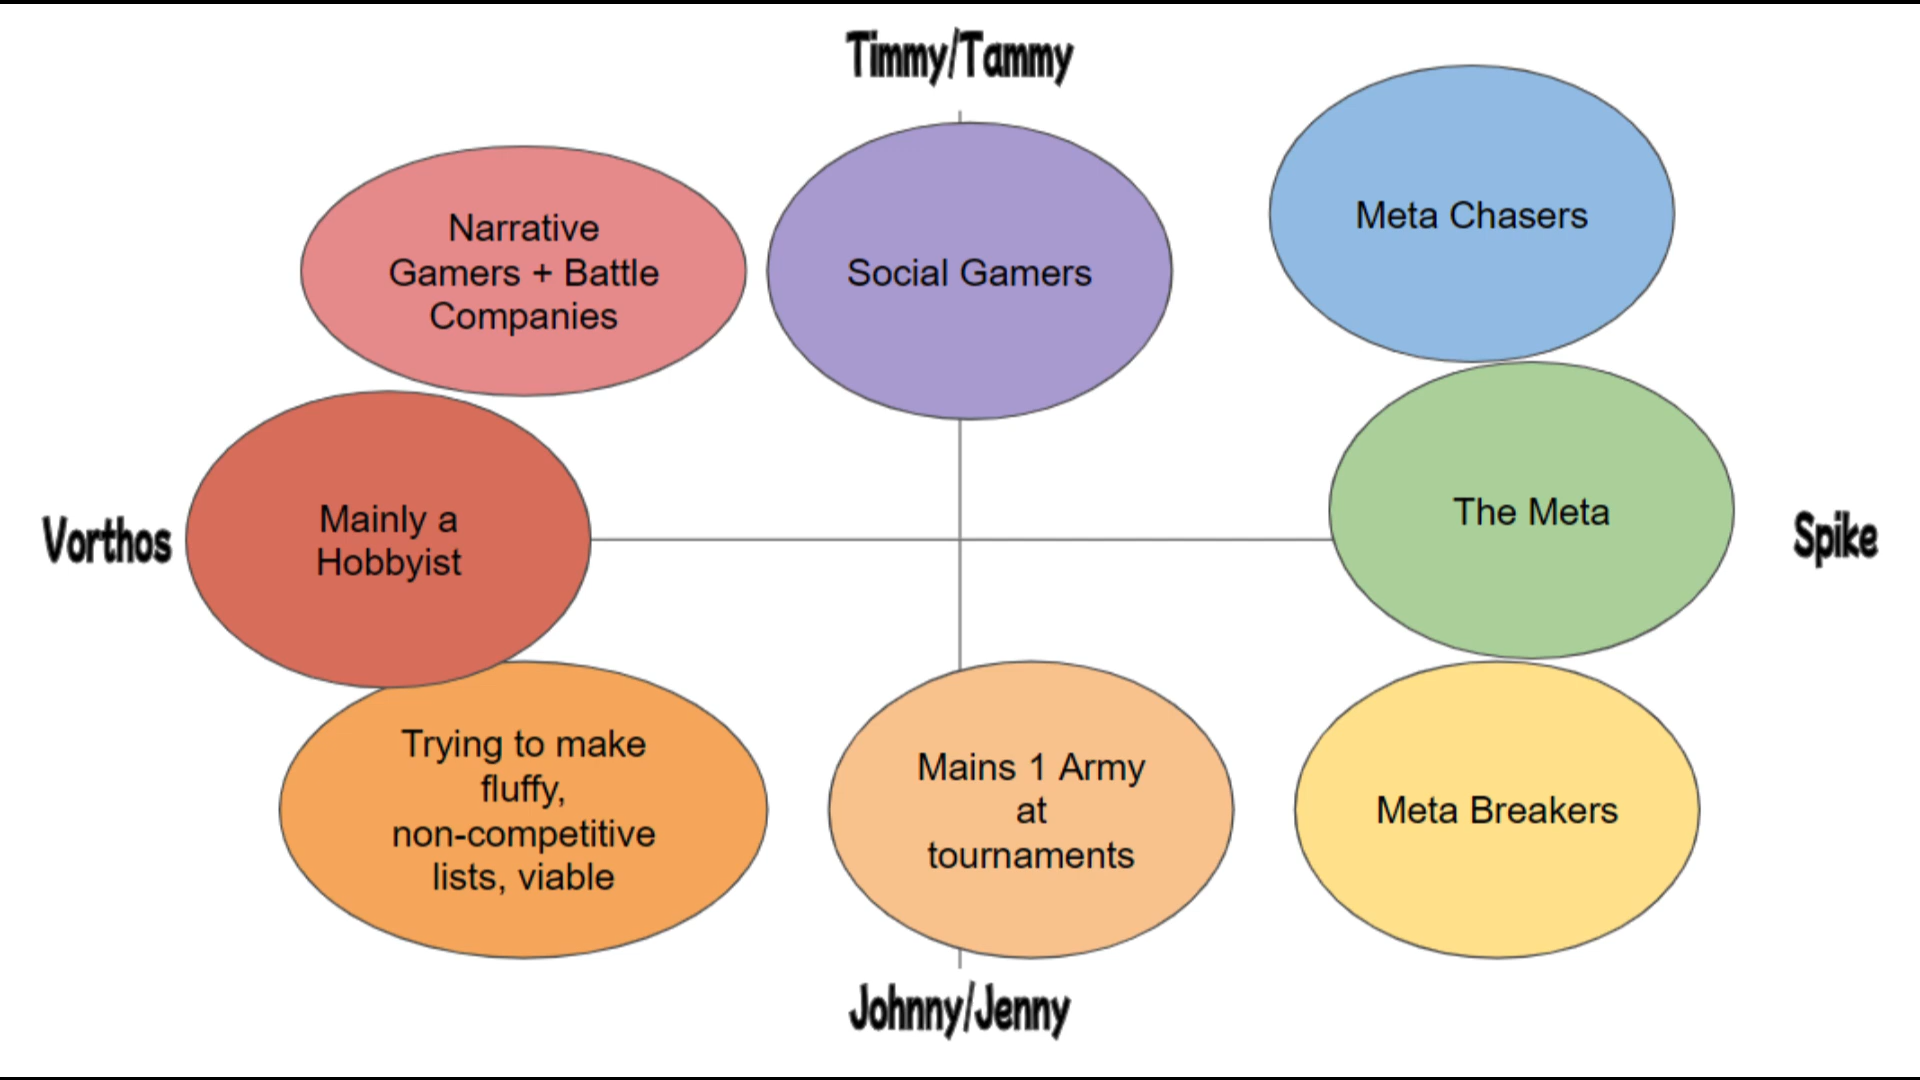 Timmy/Tammy
Narrative
Gamers + Battle
Companies
Social Gamers
Meta Chasers
Vorthos
Mainly a
Hobbyist
The Meta
Spike
Trying to make
fluffy,
non-competitive
lists, viable
Mains 1 Army
at
tournaments
Meta Breakers
Johnny/Jenny